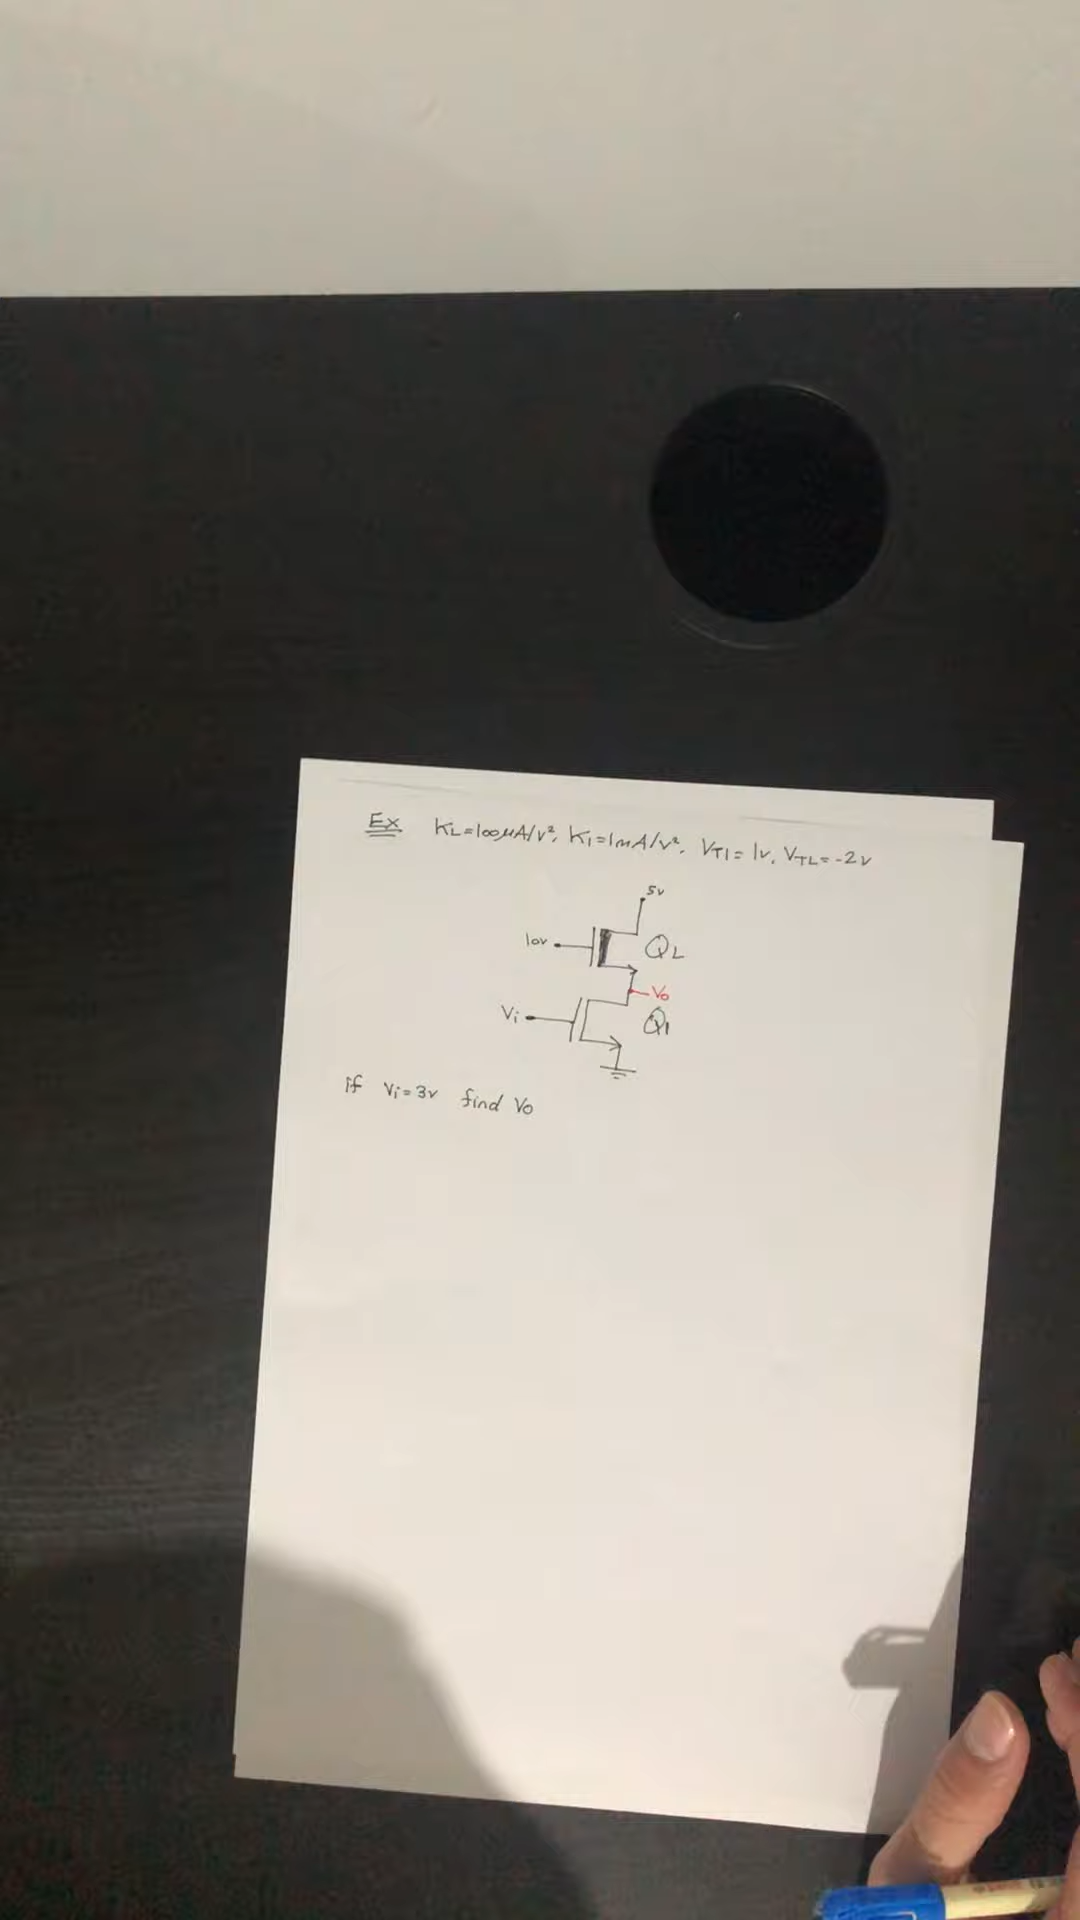 Ex KL=100μA/V², K1=1mA/V², VT1=1V, VTL=-2V
5V
10V QL
Vo
Vi Q1
if Vi=3V find Vo